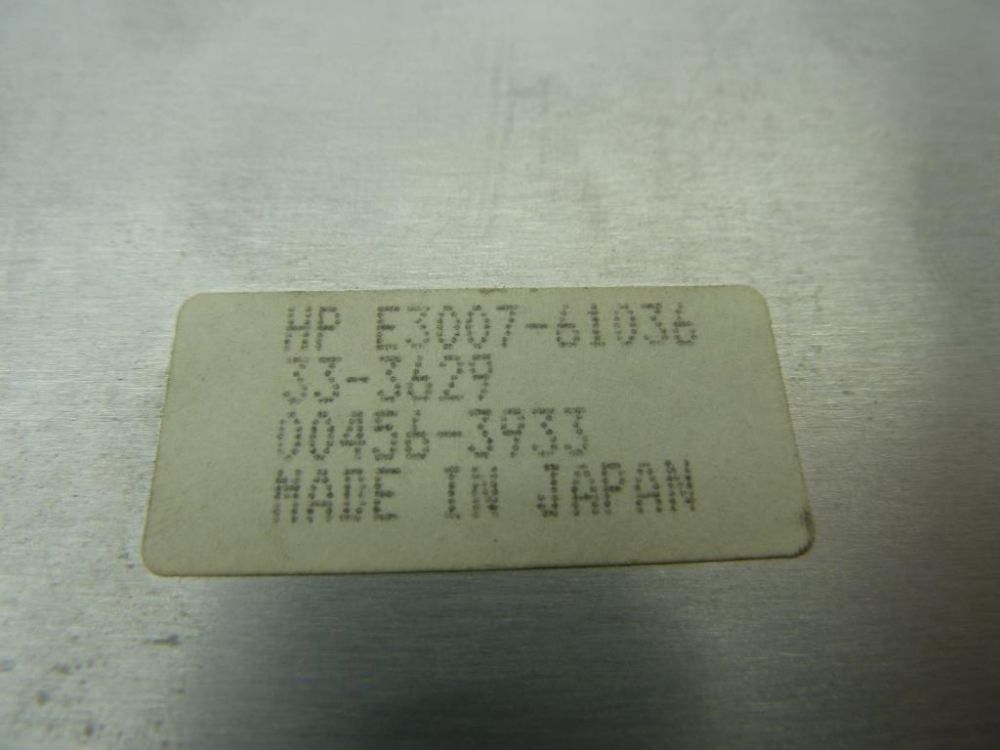 HP E3007-61036
33-3629
00456-3933
MADE IN JAPAN